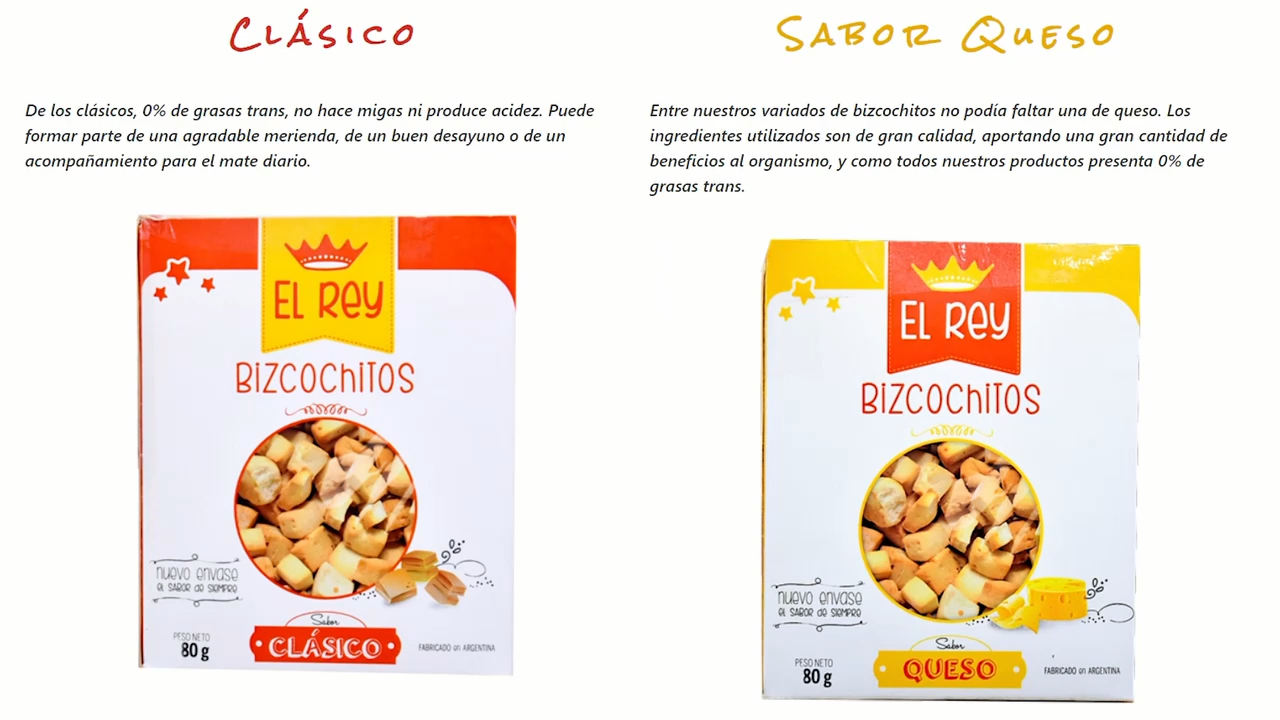 CLÁSICO
De los clásicos, 0% de grasas trans, no hace migas ni produce acidez. Puede
formar parte de una agradable merienda, de un buen desayuno o de un
acompañamiento para el mate diario.
EL Rey
BIZCOCHITOS
nuevo envase
el SABOR de SIEMPRE
PESO NETO
80 g
Sabor
CLÁSICO
FABRICADO en ARGENTINA
SABOR QUESO
Entre nuestros variados de bizcochitos no podía faltar una de queso. Los
ingredientes utilizados son de gran calidad, aportando una gran cantidad de
beneficios al organismo, y como todos nuestros productos presenta 0% de
grasas trans.
EL Rey
BIZCOCHITOS
nuevo envase
el SABOR de SIEMPRE
PESO NETO
80 g
Sabor
QUESO
FABRICADO en ARGENTINA